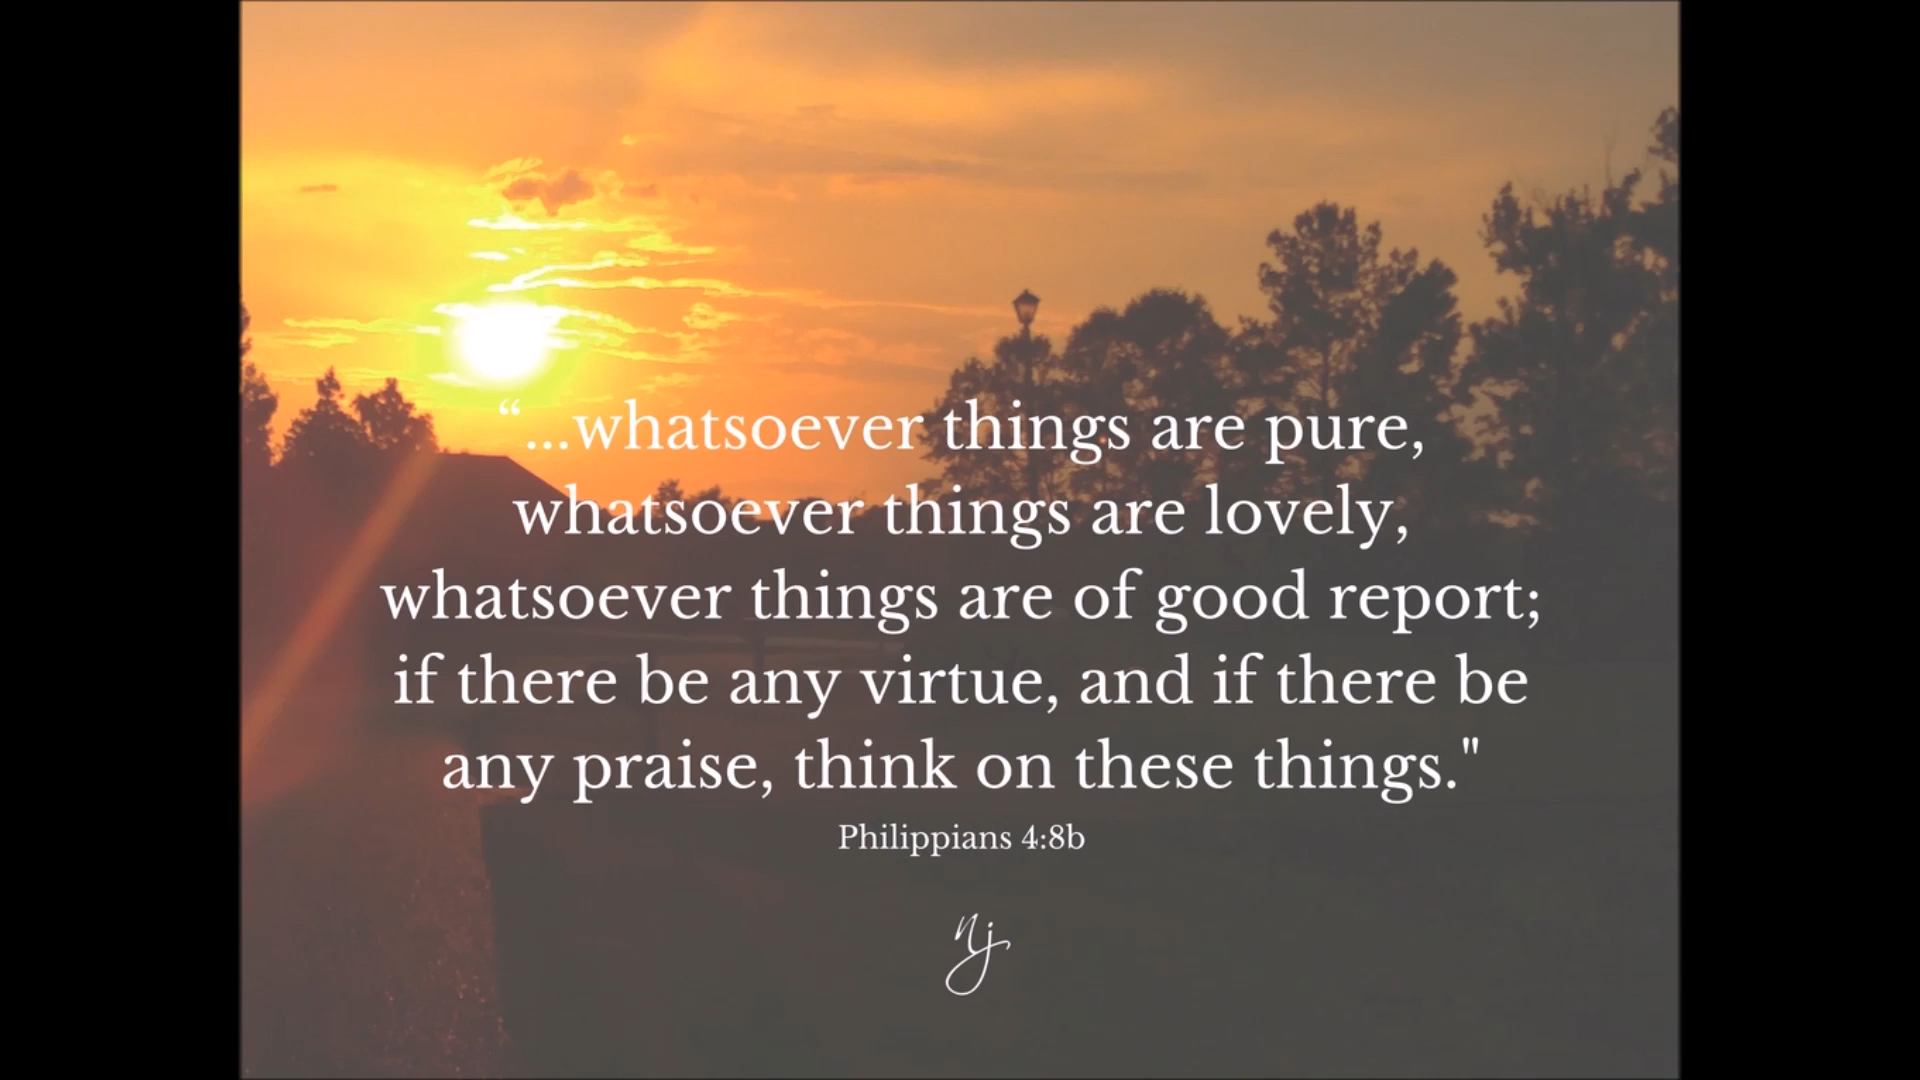 “...whatsoever things are pure,
whatsoever things are lovely,
whatsoever things are of good report;
if there be any virtue, and if there be
any praise, think on these things."
Philippians 4:8b
nj